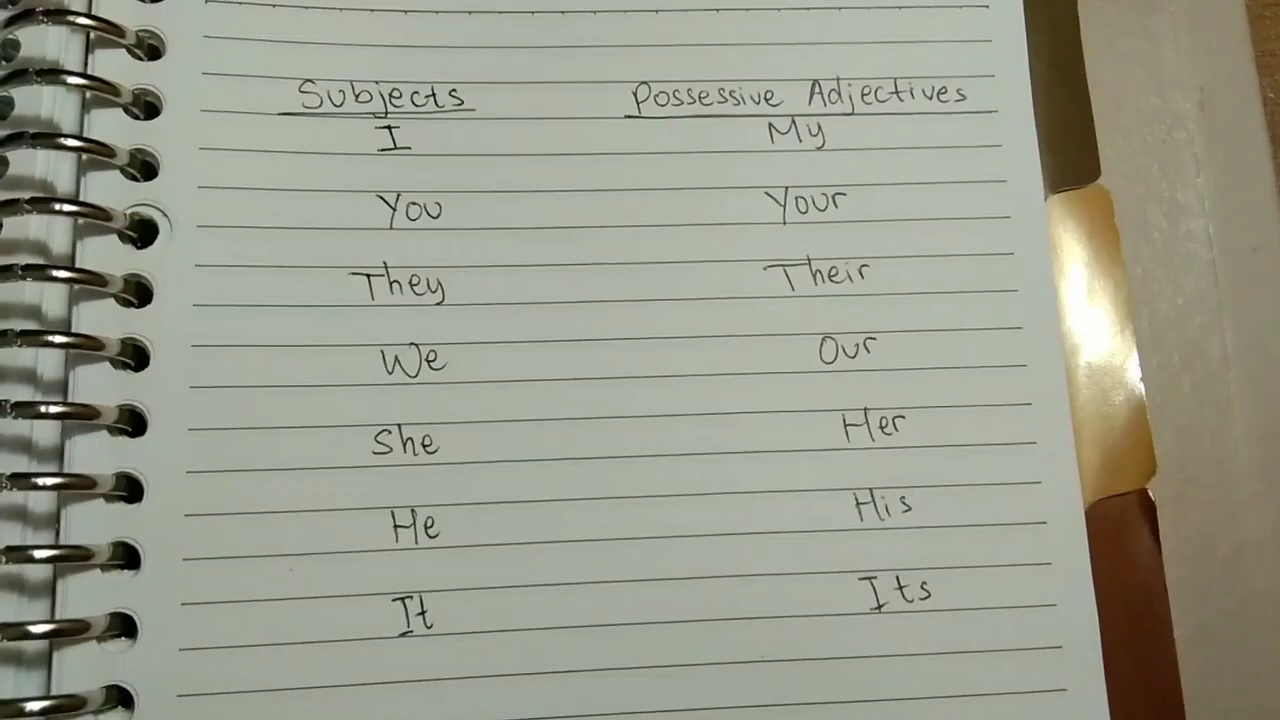 Subjects Possessive Adjectives
I My
You Your
They Their
We Our
She Her
He His
It Its